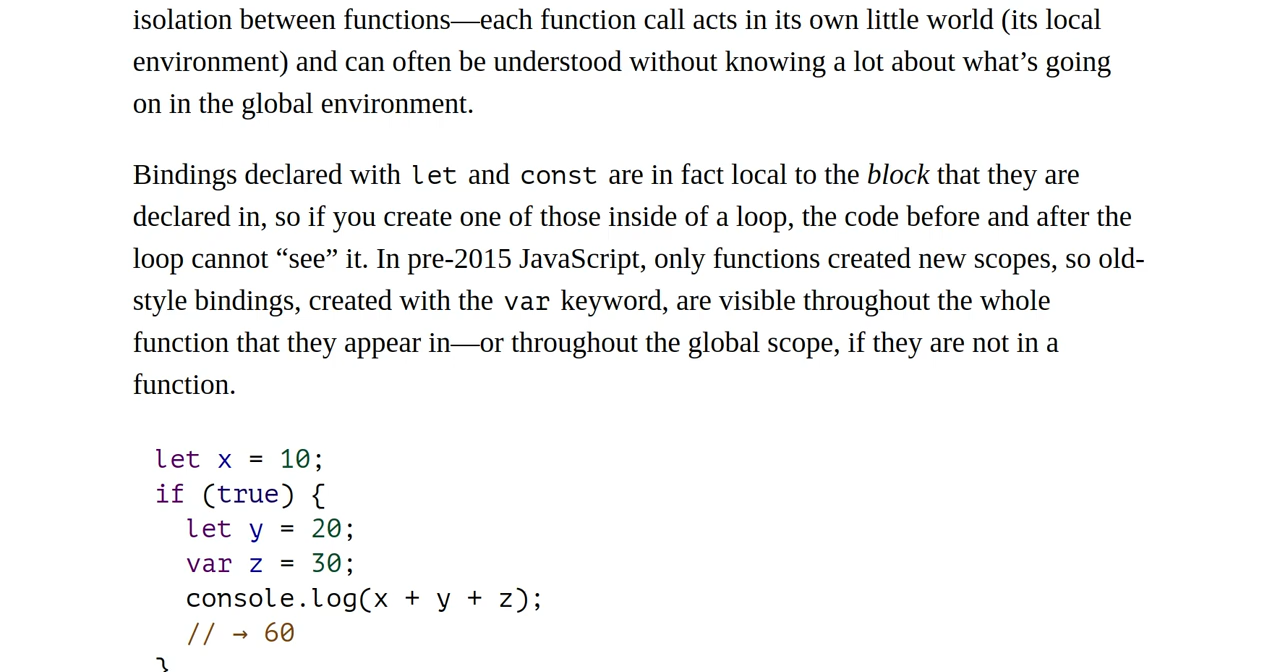 isolation between functions—each function call acts in its own little world (its local
environment) and can often be understood without knowing a lot about what’s going
on in the global environment.
Bindings declared with let and const are in fact local to the block that they are
declared in, so if you create one of those inside of a loop, the code before and after the
loop cannot “see” it. In pre-2015 JavaScript, only functions created new scopes, so old-
style bindings, created with the var keyword, are visible throughout the whole
function that they appear in—or throughout the global scope, if they are not in a
function.
let x = 10;
if (true) {
  let y = 20;
  var z = 30;
  console.log(x + y + z);
  // → 60
}